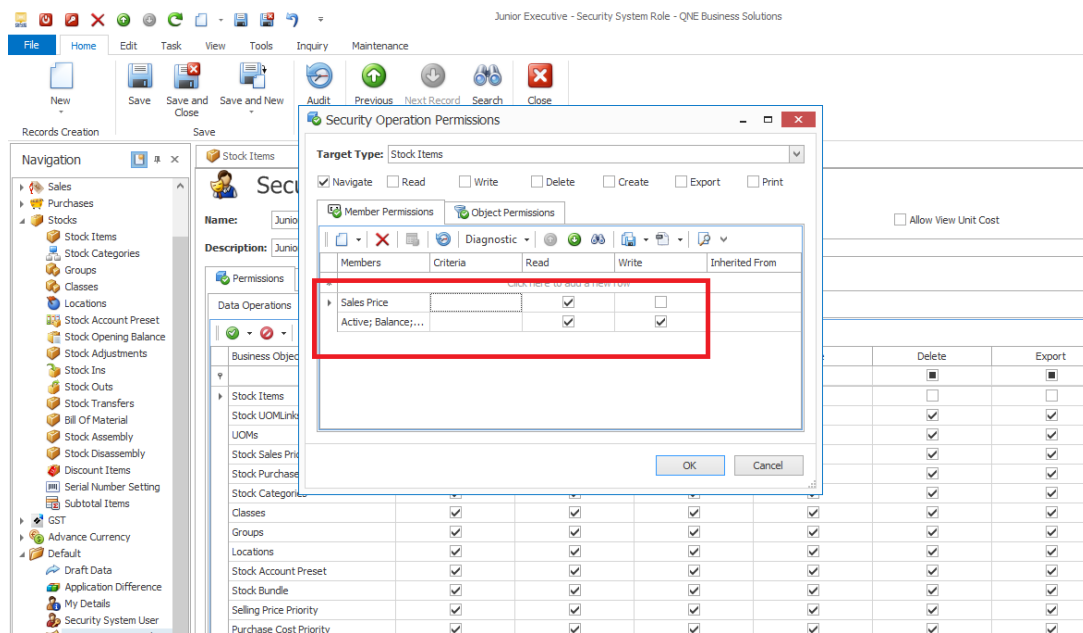 Junior Executive - Security System Role - QNE Business Solutions
File Home Edit Task View Tools Inquiry Maintenance
New Save Save and Close Save and New Audit Previous Next Record Search Close
Records Creation Save
Security Operation Permissions
Target Type: Stock Items
Navigate Read Write Delete Create Export Print
Member Permissions Object Permissions
Diagnostic
Members Criteria Read Write Inherited From
Click here to add a new row
Sales Price
Active; Balance;...
OK Cancel
Navigation
Sales
Purchases
Stocks
Stock Items
Stock Categories
Groups
Classes
Locations
Stock Account Preset
Stock Opening Balance
Stock Adjustments
Stock Ins
Stock Outs
Stock Transfers
Bill Of Material
Stock Assembly
Stock Disassembly
Discount Items
Serial Number Setting
Subtotal Items
GST
Advance Currency
Default
Draft Data
Application Difference
My Details
Security System User
Stock Items
Secu
Name: Junio
Allow View Unit Cost
Description: Junio
Permissions
Data Operations
Business Objec Delete Export
Stock Items
Stock UOMLinks
UOMs
Stock Sales Pric
Stock Purchase
Stock Categories
Classes
Groups
Locations
Stock Account Preset
Stock Bundle
Selling Price Priority
Purchase Cost Priority